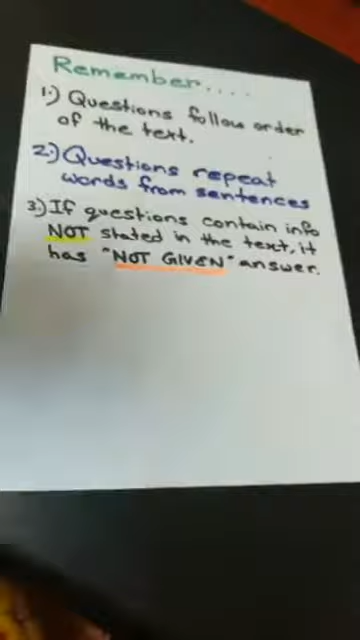 Remember....
1.) Questions follow order
of the text.
2.) Questions repeat
words from sentences
3) If questions contain info
NOT stated in the text, it
has "NOT GIVEN" answer.